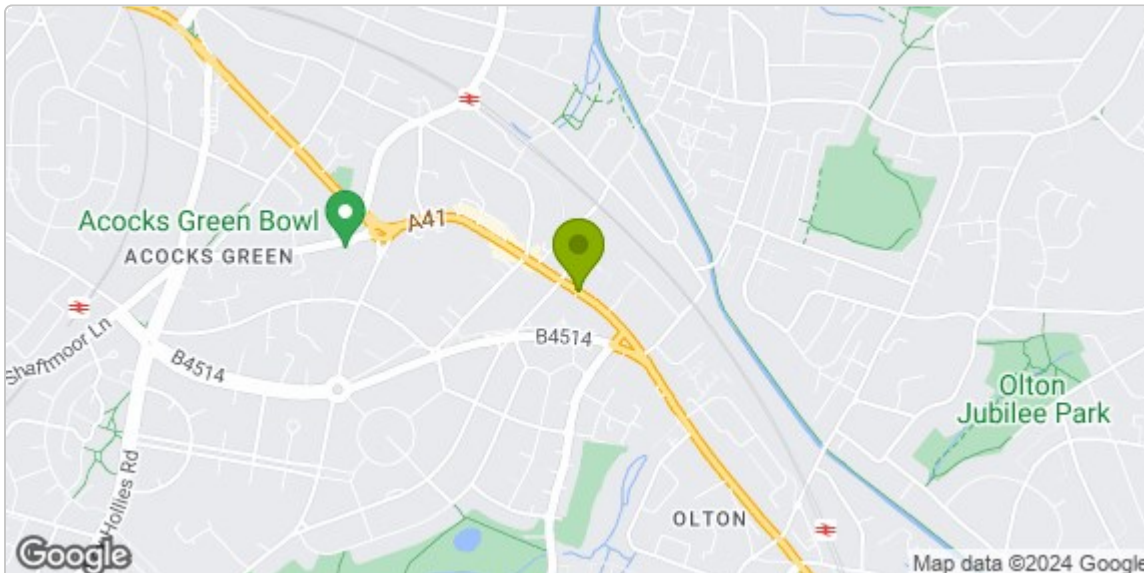 Acocks Green Bowl
A41
ACOCKS GREEN
B4514
Shaftmoor Ln
B4514
Olton
Jubilee Park
Hollies Rd
OLTON
Google
Map data ©2024 Google